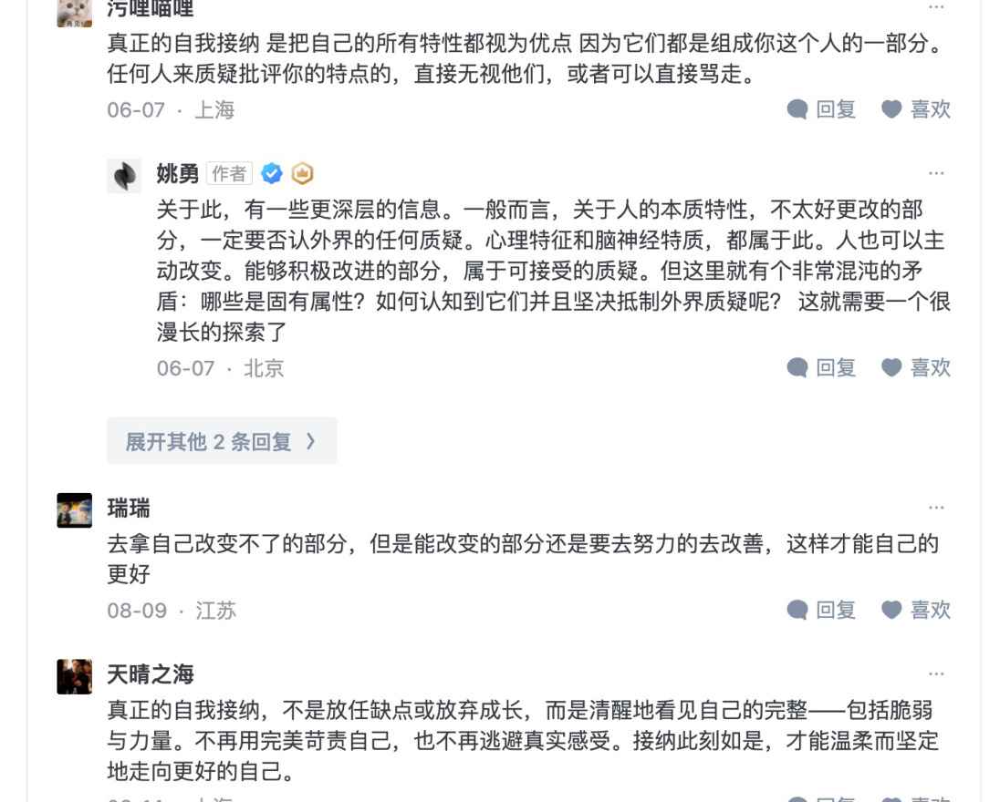 污哩喵哩
真正的自我接纳 是把自己的所有特性都视为优点 因为它们都是组成你这个人的一部分。
任何人来质疑批评你的特点的，直接无视他们，或者可以直接骂走。
06-07 · 上海
回复 喜欢
姚勇 作者
关于此，有一些更深层的信息。一般而言，关于人的本质特性，不太好更改的部
分，一定要否认外界的任何质疑。心理特征和脑神经特质，都属于此。人也可以主
动改变。能够积极改进的部分，属于可接受的质疑。但这里就有个非常混沌的矛
盾：哪些是固有属性？如何认知到它们并且坚决抵制外界质疑呢？ 这就需要一个很
漫长的探索了
06-07 · 北京
回复 喜欢
展开其他 2 条回复 >
瑞瑞
去拿自己改变不了的部分，但是能改变的部分还是要去努力的去改善，这样才能自己的
更好
08-09 · 江苏
回复 喜欢
天晴之海
真正的自我接纳，不是放任缺点或放弃成长，而是清醒地看见自己的完整——包括脆弱
与力量。不再用完美苛责自己，也不再逃避真实感受。接纳此刻如是，才能温柔而坚定
地走向更好的自己。